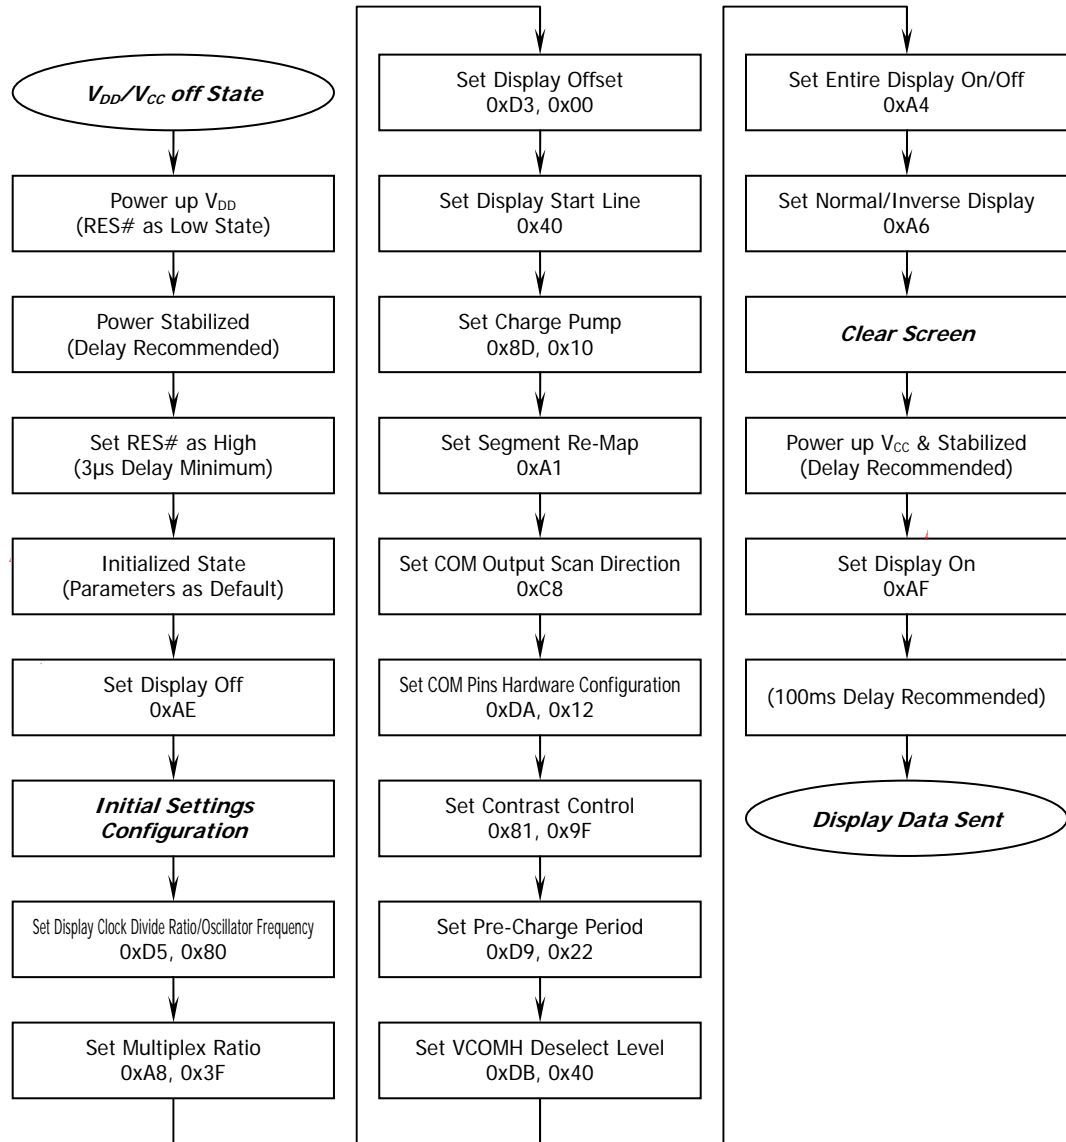 V_DD/V_CC off State
Power up V_DD
(RES# as Low State)
Power Stabilized
(Delay Recommended)
Set RES# as High
(3µs Delay Minimum)
Initialized State
(Parameters as Default)
Set Display Off
0xAE
Initial Settings
Configuration
Set Display Clock Divide Ratio/Oscillator Frequency
0xD5, 0x80
Set Multiplex Ratio
0xA8, 0x3F
Set Display Offset
0xD3, 0x00
Set Display Start Line
0x40
Set Charge Pump
0x8D, 0x10
Set Segment Re-Map
0xA1
Set COM Output Scan Direction
0xC8
Set COM Pins Hardware Configuration
0xDA, 0x12
Set Contrast Control
0x81, 0x9F
Set Pre-Charge Period
0xD9, 0x22
Set VCOMH Deselect Level
0xDB, 0x40
Set Entire Display On/Off
0xA4
Set Normal/Inverse Display
0xA6
Clear Screen
Power up V_CC & Stabilized
(Delay Recommended)
Set Display On
0xAF
(100ms Delay Recommended)
Display Data Sent